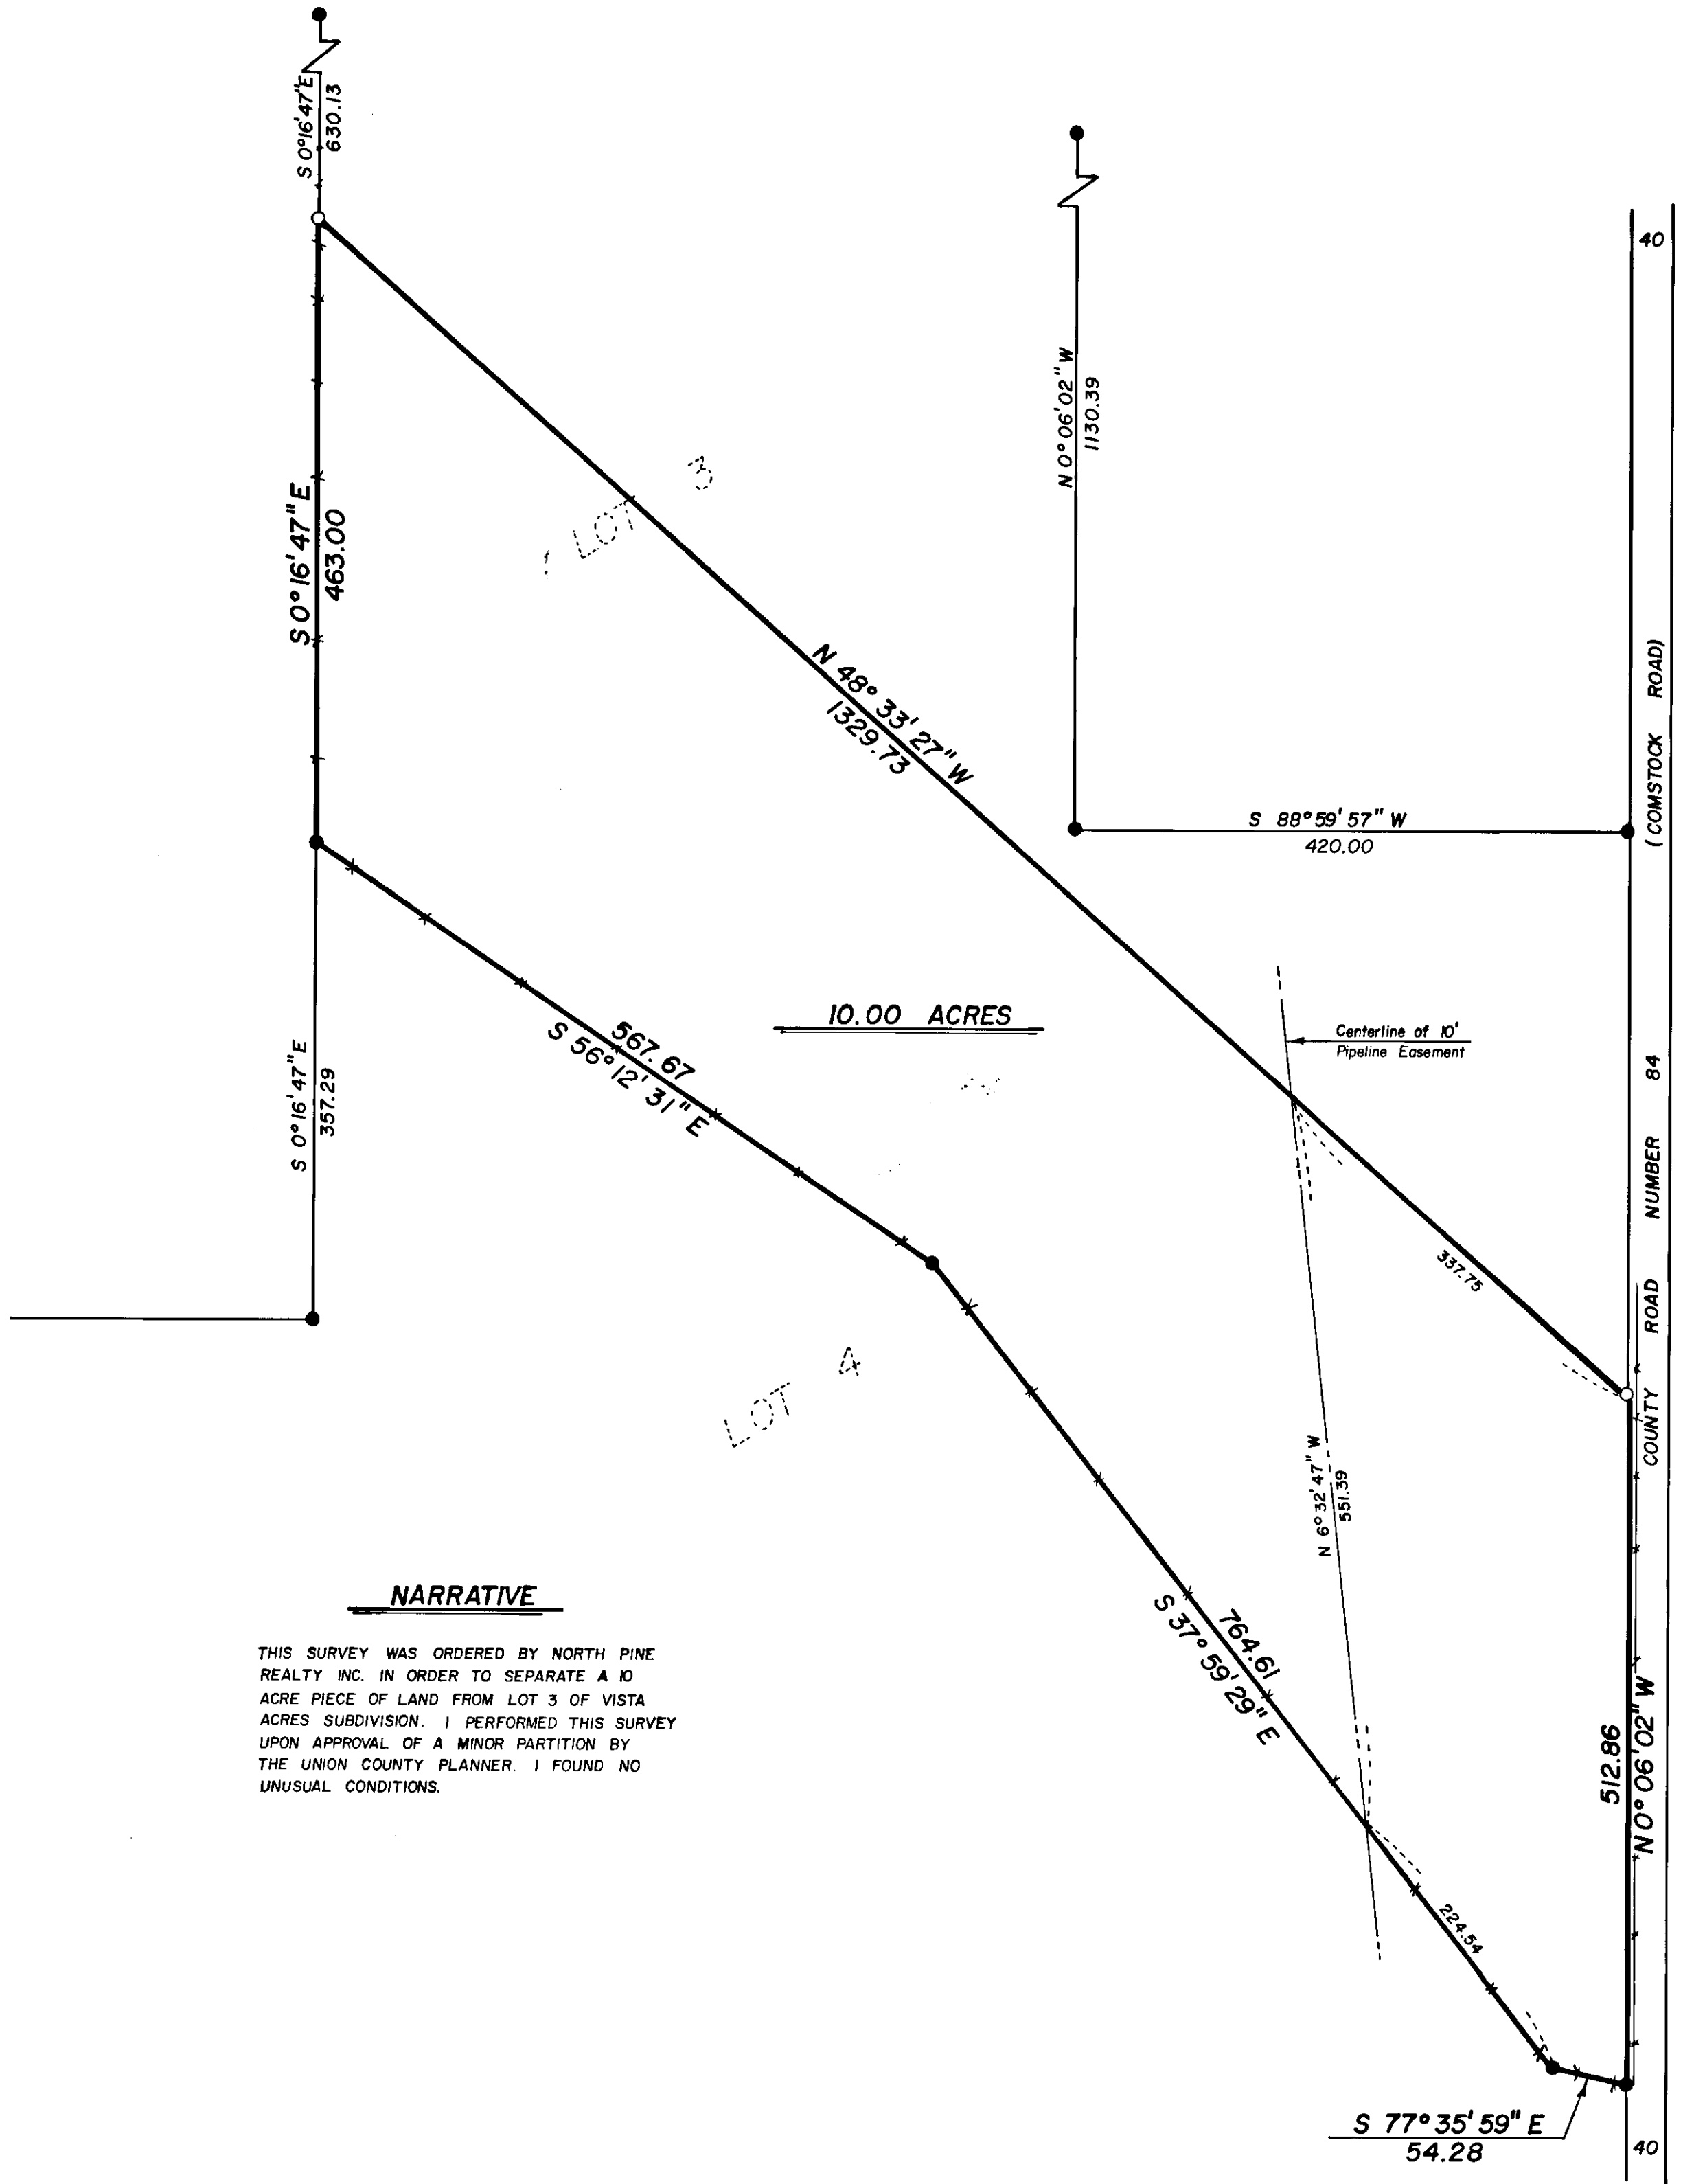 S 0°16'47"E
630.13
40
N 0°06'02"W
1130.39
LOT 3
S 0°16'47"E
463.00
N 48°33'27"W
1329.73
(COMSTOCK ROAD)
S 88°59'57"W
420.00
10.00 ACRES
Centerline of 10'
Pipeline Easement
567.67
S 56°12'31"E
S 0°16'47"E
357.29
COUNTY ROAD NUMBER 84
337.75
LOT 4
N 6°32'47"W
551.39
764.61
S 37°59'29"E
NARRATIVE
THIS SURVEY WAS ORDERED BY NORTH PINE
REALTY INC. IN ORDER TO SEPARATE A 10
ACRE PIECE OF LAND FROM LOT 3 OF VISTA
ACRES SUBDIVISION. I PERFORMED THIS SURVEY
UPON APPROVAL OF A MINOR PARTITION BY
THE UNION COUNTY PLANNER. I FOUND NO
UNUSUAL CONDITIONS.
512.86
N 0°06'02"W
224.54
S 77°35'59"E
54.28
40